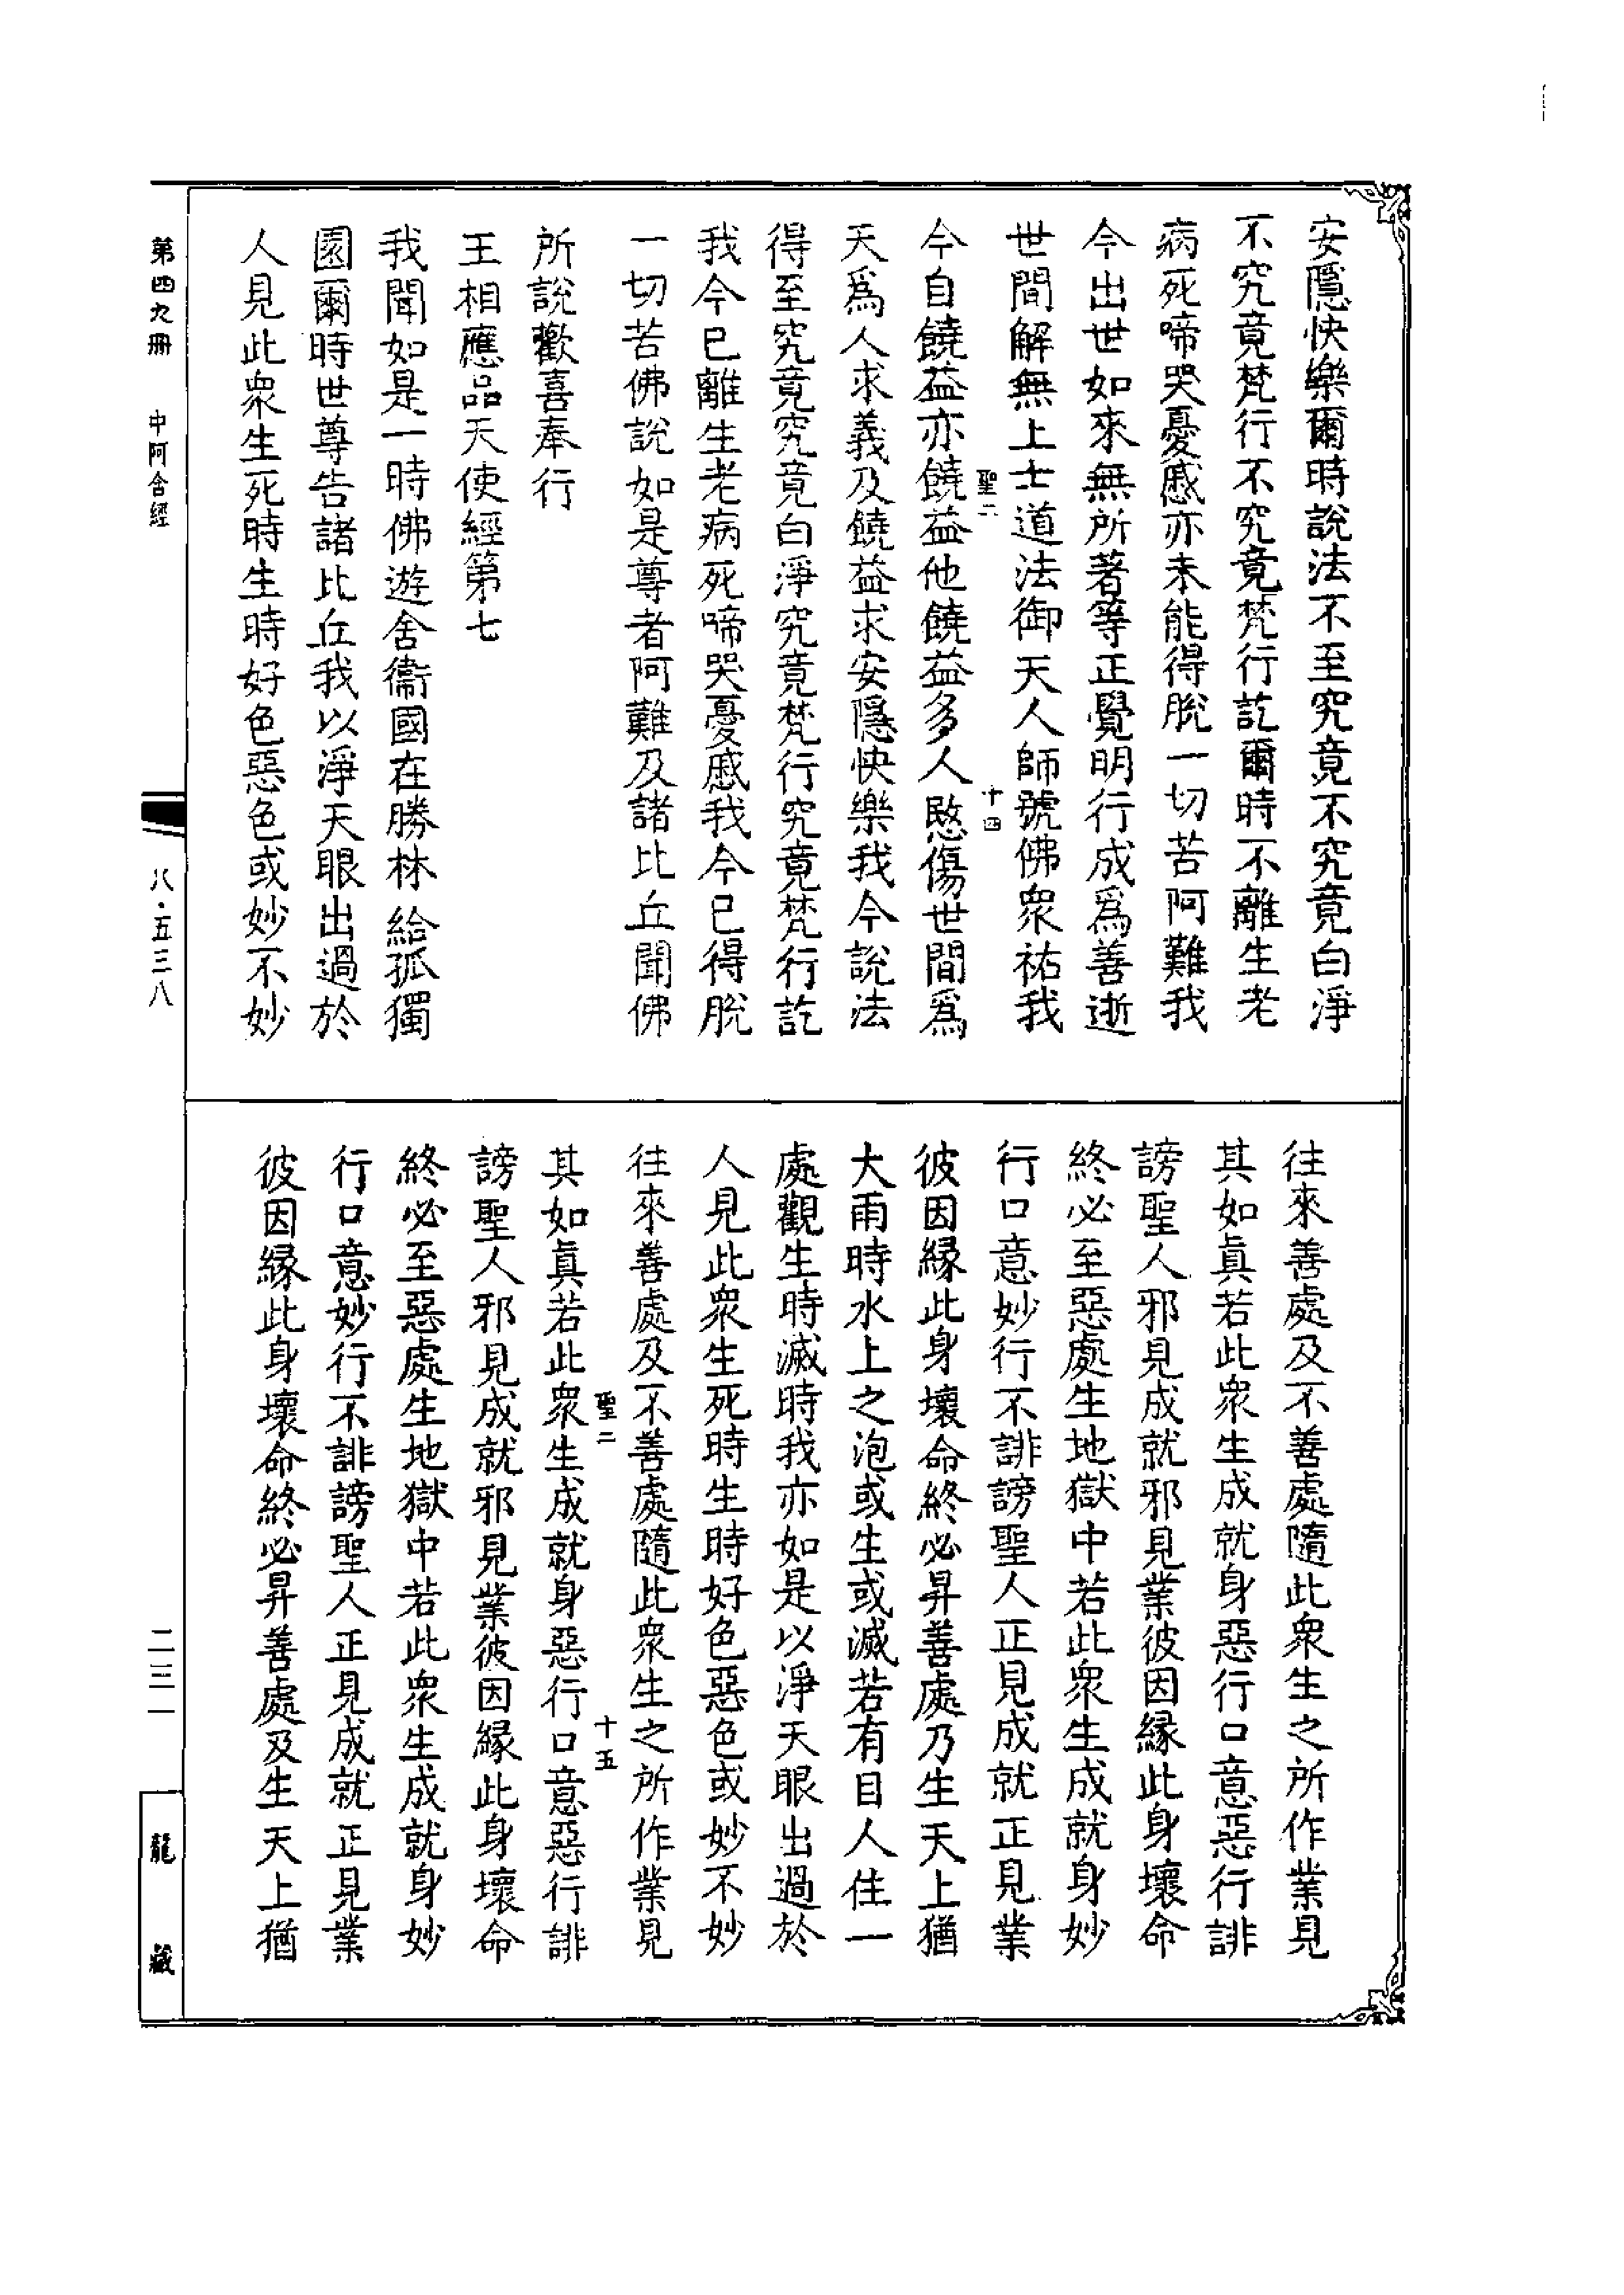 安隱快樂爾時說法不至究竟不究竟白淨
不究竟梵行不究竟梵行訖爾時不離生老
病死啼哭憂慼亦未能得脫一切苦阿難我
今出世如來無所著等正覺明行成爲善逝
世間解無上士道法御天人師號佛衆祐我
聖二
十四
今自饒益亦饒益他饒益多人愍傷世間爲
天爲人求義及饒益求安隱快樂我今說法
得至究竟究竟白淨究竟梵行究竟梵行訖
我今已離生老病死啼哭憂慼我今已得脫
一切苦佛說如是尊者阿難及諸比丘聞佛
所說歡喜奉行
王相應品天使經第七
我聞如是一時佛遊舍衞國在勝林給孤獨
園爾時世尊告諸比丘我以淨天眼出過於
人見此衆生死時生時好色惡色或妙不妙
往來善處及不善處隨此衆生之所作業見
其如眞若此衆生成就身惡行口意惡行誹
謗聖人邪見成就邪見業彼因緣此身壞命
終必至惡處生地獄中若此衆生成就身妙
行口意妙行不誹謗聖人正見成就正見業
彼因緣此身壞命終必昇善處乃生天上猶
大雨時水上之泡或生或滅若有目人住一
處觀生時滅時我亦如是以淨天眼出過於
人見此衆生死時生時好色惡色或妙不妙
往來善處及不善處隨此衆生之所作業見
聖二
十五
其如眞若此衆生成就身惡行口意惡行誹
謗聖人邪見成就邪見業彼因緣此身壞命
終必至惡處生地獄中若此衆生成就身妙
行口意妙行不誹謗聖人正見成就正見業
彼因緣此身壞命終必昇善處及生天上猶
第四九冊
中阿含經
八·五三八
二三一
龍藏